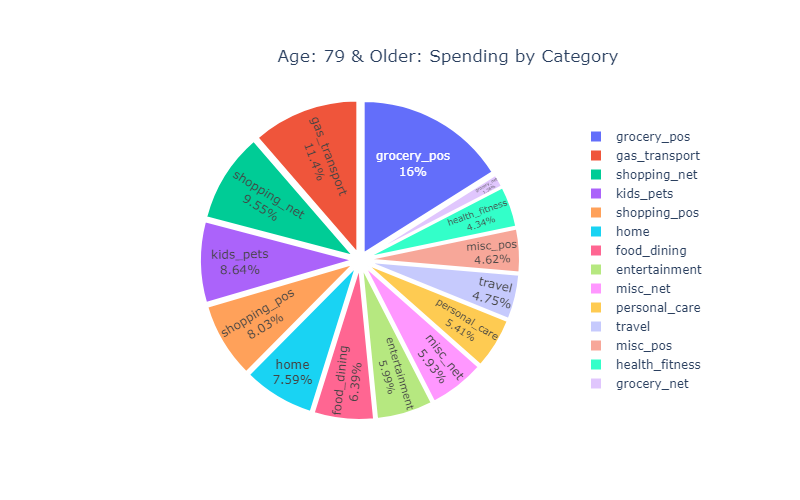 Age: 79 & Older: Spending by Category
grocery_pos
16%
gas_transport
11.4%
shopping_net
9.55%
kids_pets
8.64%
shopping_pos
8.03%
home
7.59%
food_dining
6.39%
entertainment
5.99%
misc_net
5.93%
personal_care
5.41%
travel
4.75%
misc_pos
4.62%
health_fitness
4.34%
grocery_net
grocery_pos
gas_transport
shopping_net
kids_pets
shopping_pos
home
food_dining
entertainment
misc_net
personal_care
travel
misc_pos
health_fitness
grocery_net